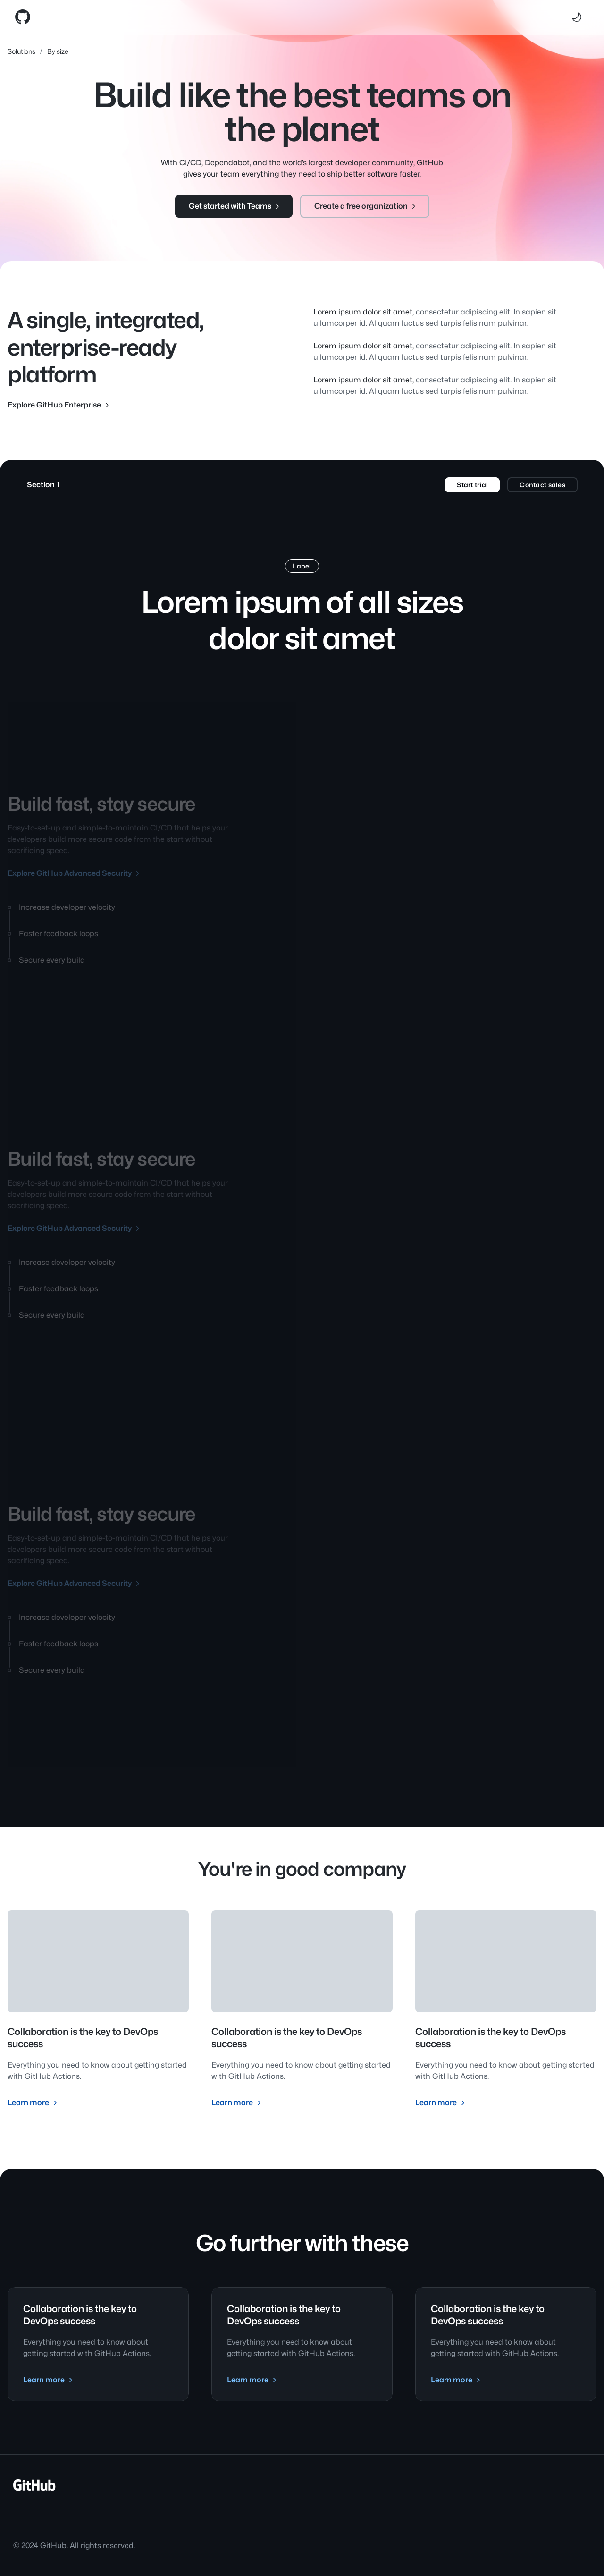 Solutions / By size
Build like the best teams on
the planet
With CI/CD, Dependabot, and the world's largest developer community, GitHub
gives your team everything they need to ship better software faster.
Get started with Teams
Create a free organization
A single, integrated,
enterprise-ready
platform
Explore GitHub Enterprise
Lorem ipsum dolor sit amet, consectetur adipiscing elit. In sapien sit
ullamcorper id. Aliquam luctus sed turpis felis nam pulvinar.
Lorem ipsum dolor sit amet, consectetur adipiscing elit. In sapien sit
ullamcorper id. Aliquam luctus sed turpis felis nam pulvinar.
Lorem ipsum dolor sit amet, consectetur adipiscing elit. In sapien sit
ullamcorper id. Aliquam luctus sed turpis felis nam pulvinar.
Section 1
Start trial
Contact sales
Label
Lorem ipsum of all sizes
dolor sit amet
Build fast, stay secure
Easy-to-set-up and simple-to-maintain CI/CD that helps your
developers build more secure code from the start without
sacrificing speed.
Explore GitHub Advanced Security
Increase developer velocity
Faster feedback loops
Secure every build
Build fast, stay secure
Easy-to-set-up and simple-to-maintain CI/CD that helps your
developers build more secure code from the start without
sacrificing speed.
Explore GitHub Advanced Security
Increase developer velocity
Faster feedback loops
Secure every build
Build fast, stay secure
Easy-to-set-up and simple-to-maintain CI/CD that helps your
developers build more secure code from the start without
sacrificing speed.
Explore GitHub Advanced Security
Increase developer velocity
Faster feedback loops
Secure every build
You're in good company
Collaboration is the key to DevOps
success
Everything you need to know about getting started
with GitHub Actions.
Learn more
Collaboration is the key to DevOps
success
Everything you need to know about getting started
with GitHub Actions.
Learn more
Collaboration is the key to DevOps
success
Everything you need to know about getting started
with GitHub Actions.
Learn more
Go further with these
Collaboration is the key to
DevOps success
Everything you need to know about
getting started with GitHub Actions.
Learn more
Collaboration is the key to
DevOps success
Everything you need to know about
getting started with GitHub Actions.
Learn more
Collaboration is the key to
DevOps success
Everything you need to know about
getting started with GitHub Actions.
Learn more
GitHub
© 2024 GitHub. All rights reserved.